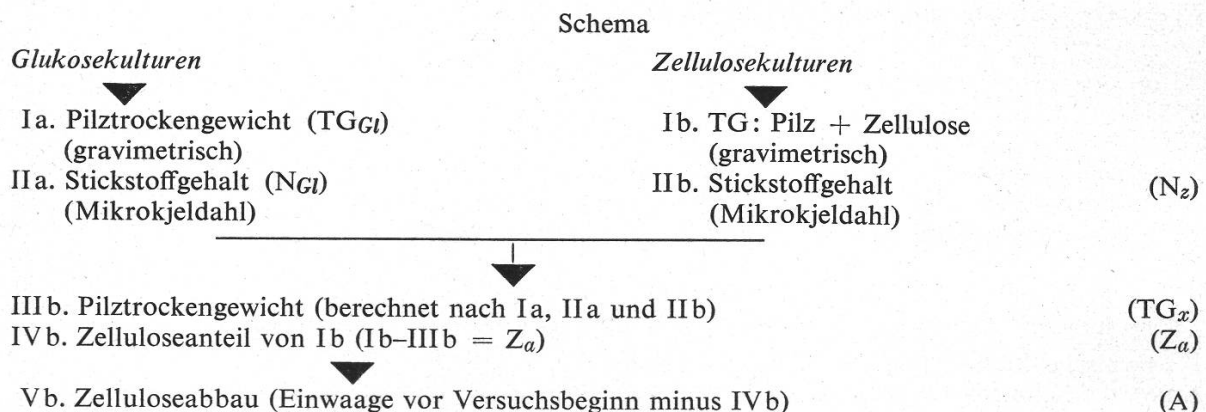 Schema
Glukosekulturen
Zellulosekulturen
Ia. Pilztrockengewicht (TGGl)
(gravimetrisch)
IIa. Stickstoffgehalt (NGl)
(Mikrokjeldahl)
Ib. TG: Pilz + Zellulose
(gravimetrisch)
IIb. Stickstoffgehalt (Nz)
(Mikrokjeldahl)
IIIb. Pilztrockengewicht (berechnet nach Ia, IIa und IIb) (TGx)
IVb. Zelluloseanteil von Ib (Ib–IIIb = Za) (Za)
Vb. Zelluloseabbau (Einwaage vor Versuchsbeginn minus IVb) (A)